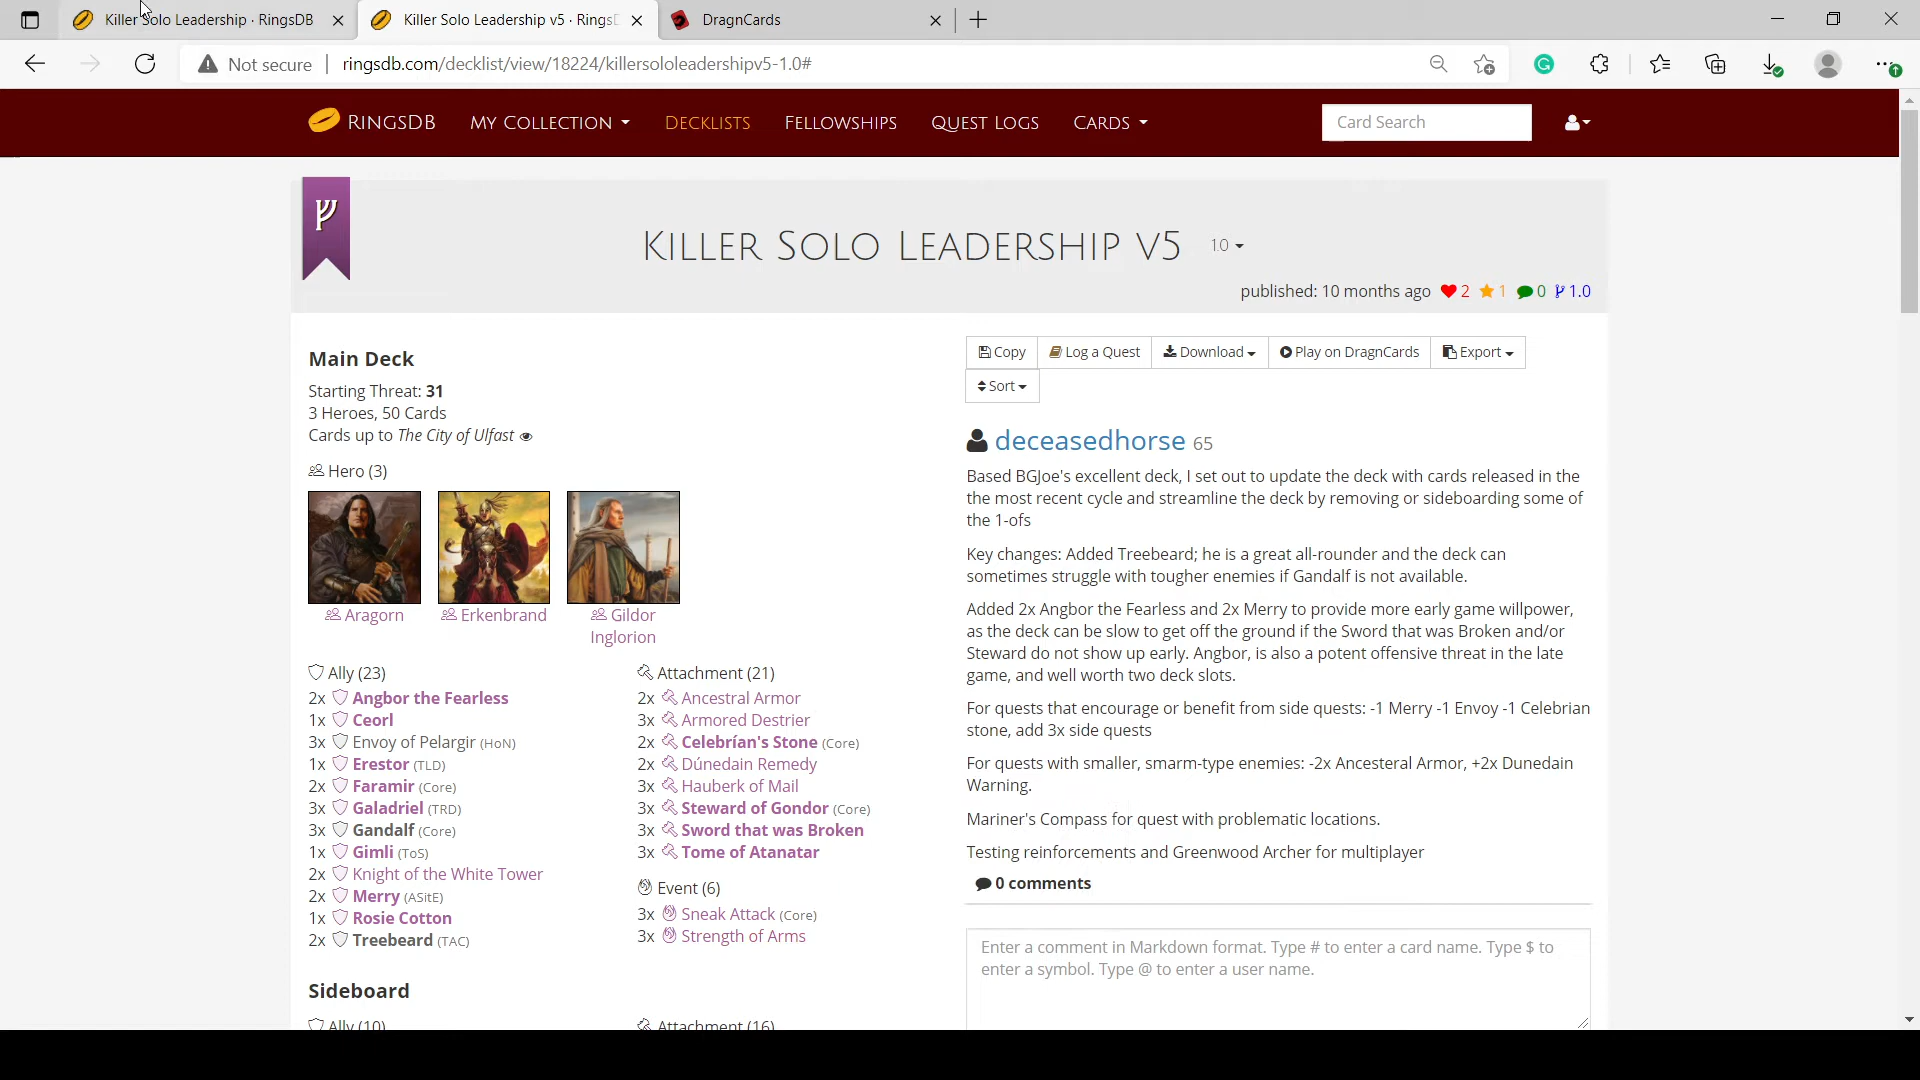 Killer Solo Leadership · RingsDB
Killer Solo Leadership v5 · Rings
DragnCards
Not secure
ringsdb.com/decklist/view/18224/killersololeadershipv5-1.0#
RINGSDB
MY COLLECTION
DECKLISTS
FELLOWSHIPS
QUEST LOGS
CARDS
Card Search
KILLER SOLO LEADERSHIP V5
1.0
published: 10 months ago 2 1 0 1.0
Main Deck
Starting Threat: 31
3 Heroes, 50 Cards
Cards up to The City of Ulfast
Hero (3)
Aragorn
Erkenbrand
Gildor
Inglorion
Ally (23)
2x Angbor the Fearless
1x Ceorl
3x Envoy of Pelargir (HoN)
1x Erestor (TLD)
2x Faramir (Core)
3x Galadriel (TRD)
3x Gandalf (Core)
1x Gimli (ToS)
2x Knight of the White Tower
2x Merry (ASitE)
1x Rosie Cotton
2x Treebeard (TAC)
Attachment (21)
2x Ancestral Armor
3x Armored Destrier
2x Celebrían's Stone (Core)
2x Dúnedain Remedy
3x Hauberk of Mail
3x Steward of Gondor (Core)
3x Sword that was Broken
3x Tome of Atanatar
Event (6)
3x Sneak Attack (Core)
3x Strength of Arms
Sideboard
Ally (10)
Attachment (16)
Copy
Log a Quest
Download
Play on DragnCards
Export
Sort
deceasedhorse 65
Based BGJoe's excellent deck, I set out to update the deck with cards released in the
the most recent cycle and streamline the deck by removing or sideboarding some of
the 1-ofs
Key changes: Added Treebeard; he is a great all-rounder and the deck can
sometimes struggle with tougher enemies if Gandalf is not available.
Added 2x Angbor the Fearless and 2x Merry to provide more early game willpower,
as the deck can be slow to get off the ground if the Sword that was Broken and/or
Steward do not show up early. Angbor, is also a potent offensive threat in the late
game, and well worth two deck slots.
For quests that encourage or benefit from side quests: -1 Merry -1 Envoy -1 Celebrian
stone, add 3x side quests
For quests with smaller, smarm-type enemies: -2x Ancesteral Armor, +2x Dunedain
Warning.
Mariner's Compass for quest with problematic locations.
Testing reinforcements and Greenwood Archer for multiplayer
0 comments
Enter a comment in Markdown format. Type # to enter a card name. Type $ to
enter a symbol. Type @ to enter a user name.